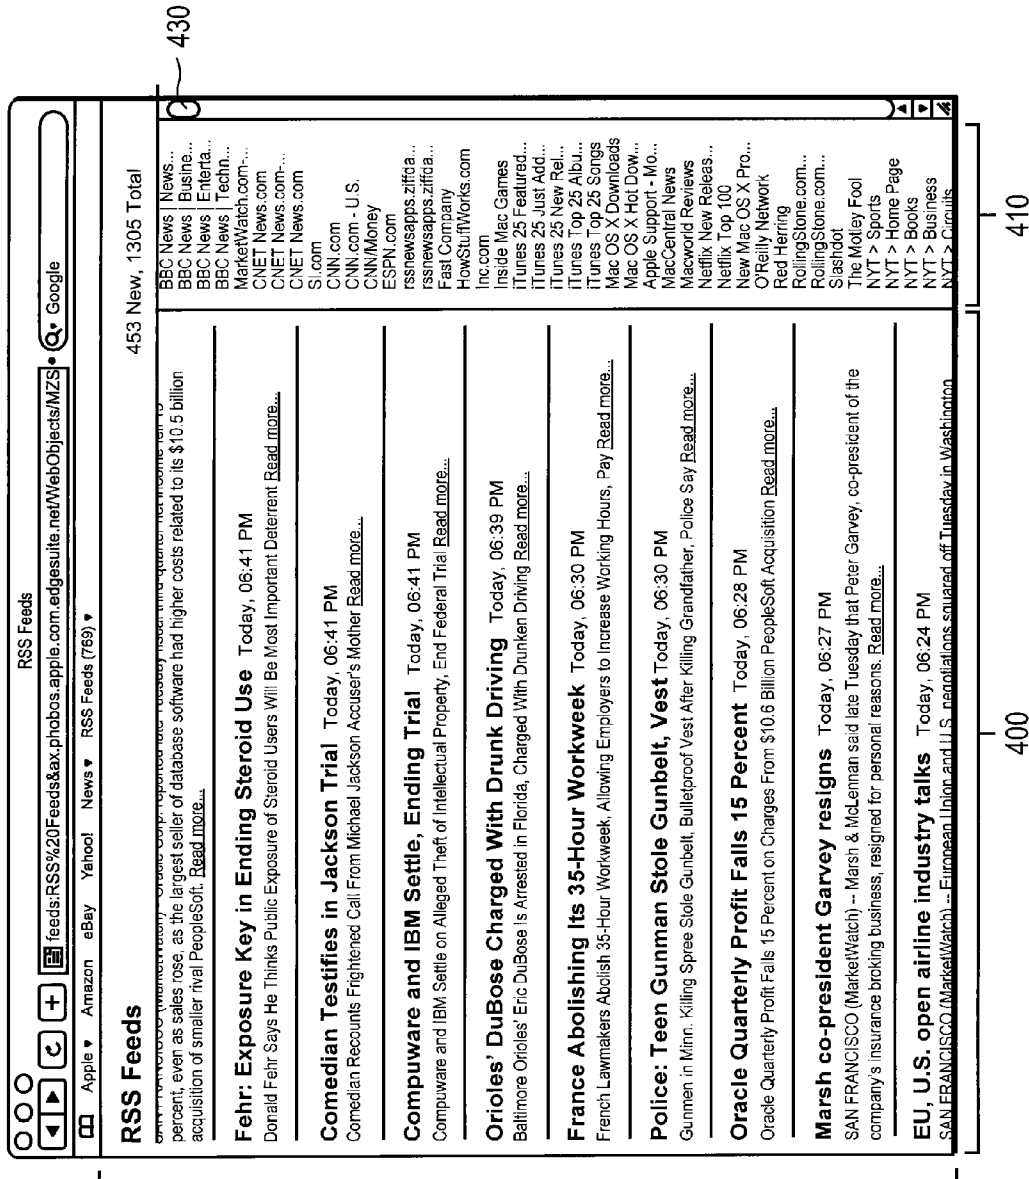 RSS Feeds
feeds:RSS%20Feeds&ax.phobos.apple.com.edgesuite.net/WebObjects/MZS
Google
Apple
Amazon
eBay
Yahoo!
News
RSS Feeds (769)
RSS Feeds
453 New, 1305 Total
percent, even as sales rose, as the largest seller of database software had higher costs related to its $10.5 billion
acquisition of smaller rival PeopleSoft. Read more...
Fehr: Exposure Key in Ending Steroid Use Today, 06:41 PM
Donald Fehr Says He Thinks Public Exposure of Steroid Users Will Be Most Important Deterrent Read more...
Comedian Testifies in Jackson Trial Today, 06:41 PM
Comedian Recounts Frightened Call From Michael Jackson Accuser's Mother Read more...
Compuware and IBM Settle, Ending Trial Today, 06:41 PM
Compuware and IBM Settle on Alleged Theft of Intellectual Property, End Federal Trial Read more...
Orioles' DuBose Charged With Drunk Driving Today, 06:39 PM
Baltimore Orioles' Eric DuBose Is Arrested in Florida, Charged With Drunken Driving Read more...
France Abolishing Its 35-Hour Workweek Today, 06:30 PM
French Lawmakers Abolish 35-Hour Workweek, Allowing Employers to Increase Working Hours, Pay Read more...
Police: Teen Gunman Stole Gunbelt, Vest Today, 06:30 PM
Gunmen in Minn. Killing Spree Stole Gunbelt, Bulletproof Vest After Killing Grandfather, Police Say Read more...
Oracle Quarterly Profit Falls 15 Percent Today, 06:28 PM
Oracle Quarterly Profit Falls 15 Percent on Charges From $10.6 Billion PeopleSoft Acquisition Read more...
Marsh co-president Garvey resigns Today, 06:27 PM
SAN FRANCISCO (MarketWatch) -- Marsh & McLennan said late Tuesday that Peter Garvey, co-president of the
company's insurance broking business, resigned for personal reasons. Read more...
EU, U.S. open airline industry talks Today, 06:24 PM
SAN FRANCISCO (MarketWatch) -- European Union and U.S. negotiations squared off Tuesday in Washington
BBC News | News...
BBC News | Busine...
BBC News | Enterta...
BBC News | Techn...
MarketWatch.com-...
CNET News.com
CNET News.com-...
CNET News.com
SI.com
CNN.com
CNN.com - U.S.
CNN/Money
ESPN.com
rssnewsapps.ziffda...
rssnewsapps.ziffda...
Fast Company
HowStuffWorks.com
Inc.com
Inside Mac Games
iTunes 25 Featured...
iTunes 25 Just Add...
iTunes 25 New Rel...
iTunes Top 25 Albu...
iTunes Top 25 Songs
Mac OS X Downloads
Mac OS X Hot Dow...
Apple Support - Mo...
MacCentral News
Macworld Reviews
Netflix New Releas...
Netflix Top 100
New Mac OS X Pro...
O'Reilly Network
Red Herring
RollingStone.com...
RollingStone.com...
Slashdot
The Motley Fool
NYT > Sports
NYT > Home Page
NYT > Books
NYT > Business
NYT > Circuits
430
400
410